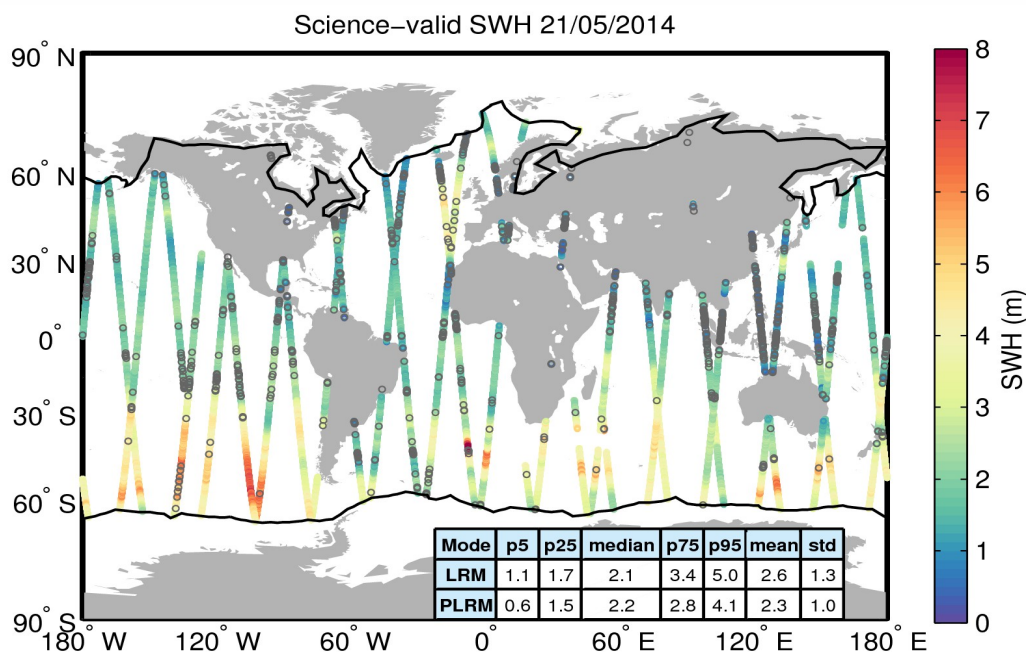 Science−valid SWH 21/05/2014
90° N
60° N
30° N
0°
30° S
60° S
90° S
180° W
120° W
60° W
0°
60° E
120° E
180° E
8
7
6
5
4
3
2
1
0
SWH (m)
Mode p5 p25 median p75 p95 mean std
LRM 1.1 1.7 2.1 3.4 5.0 2.6 1.3
PLRM 0.6 1.5 2.2 2.8 4.1 2.3 1.0